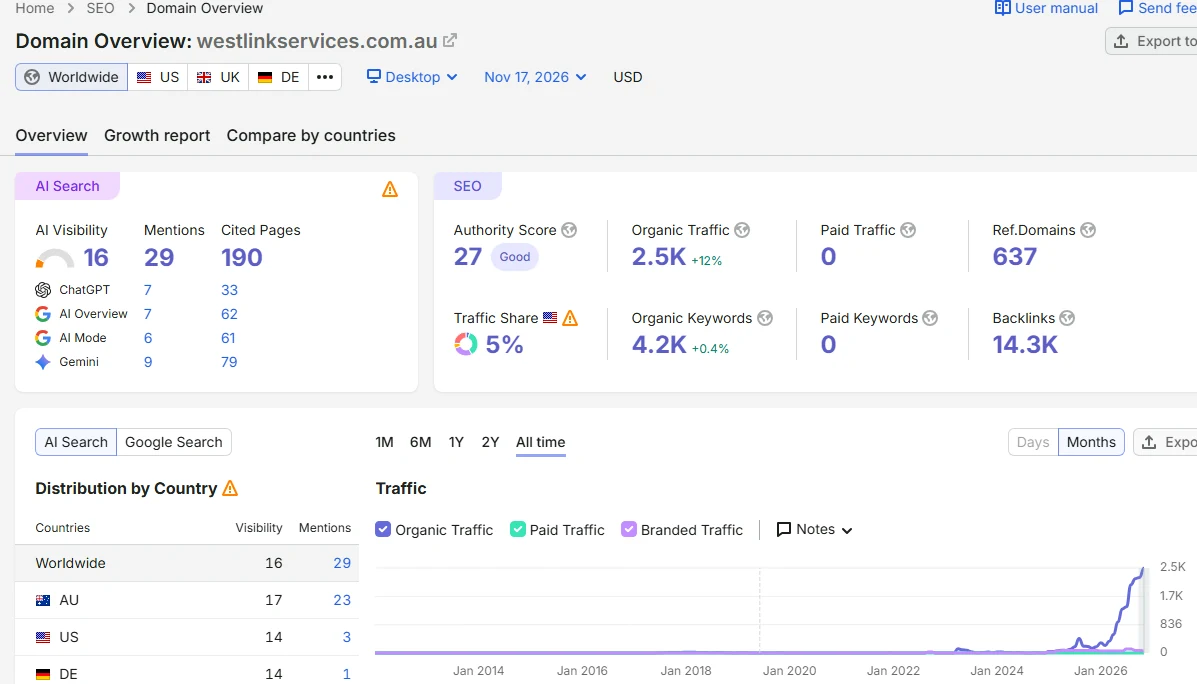 Home > SEO > Domain Overview
User manual
Send fee
Domain Overview: westlinkservices.com.au
Export to
Worldwide US UK DE •••
Desktop Nov 17, 2026 USD
Overview Growth report Compare by countries
AI Search
AI Visibility Mentions Cited Pages
16 29 190
ChatGPT 7 33
AI Overview 7 62
AI Mode 6 61
Gemini 9 79
SEO
Authority Score Organic Traffic Paid Traffic Ref.Domains
27 Good 2.5K +12% 0 637
Traffic Share Organic Keywords Paid Keywords Backlinks
5% 4.2K +0.4% 0 14.3K
AI Search Google Search
Distribution by Country
Countries Visibility Mentions
Worldwide 16 29
AU 17 23
US 14 3
DE 14 1
1M 6M 1Y 2Y All time
Days Months
Expo
Traffic
Organic Traffic Paid Traffic Branded Traffic Notes
2.5K
1.7K
836
0
Jan 2014 Jan 2016 Jan 2018 Jan 2020 Jan 2022 Jan 2024 Jan 2026